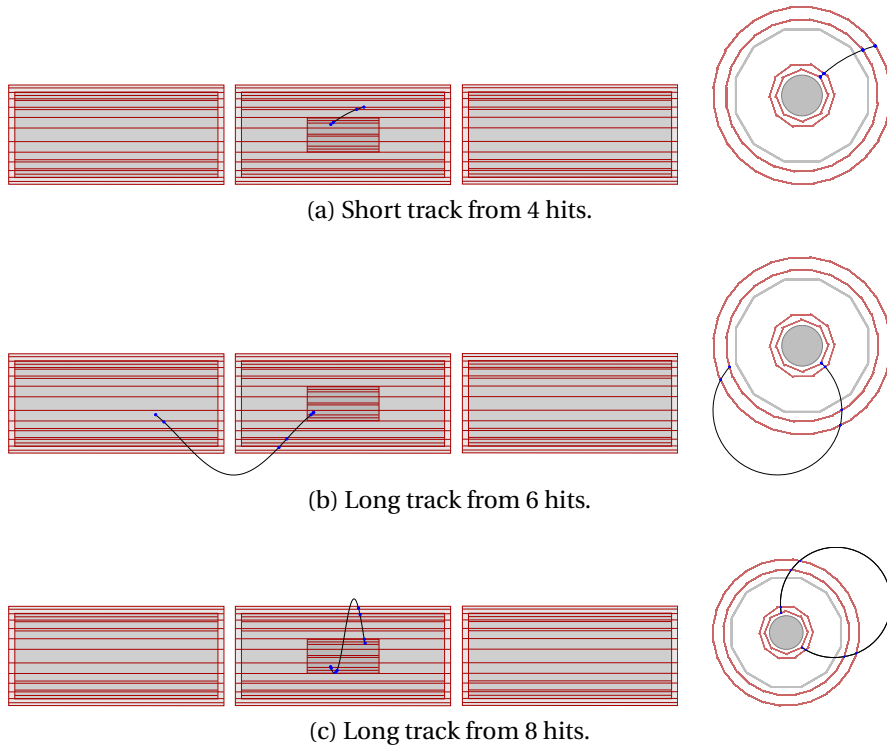 (a) Short track from 4 hits.
(b) Long track from 6 hits.
(c) Long track from 8 hits.